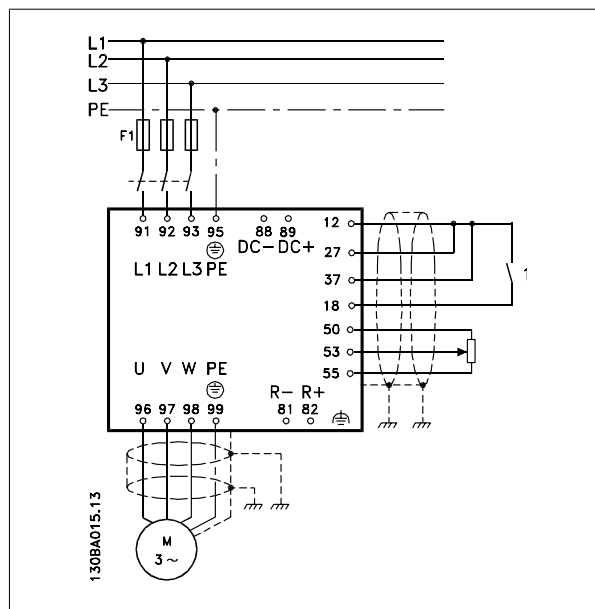 L1
L2
L3
PE
F1
91 92 93 95 88 89 12
DC- DC+
L1 L2 L3 PE
27
37
18
1
50
53
55
U V W PE
R- R+
96 97 98 99 81 82
M
3 ~
130BA015.13